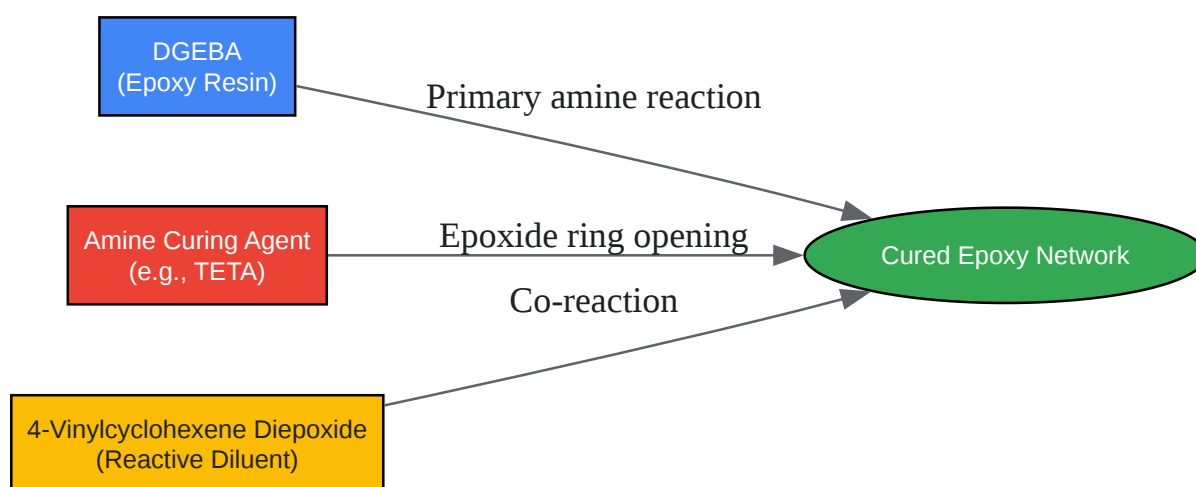 DGEBA
(Epoxy Resin)
Primary amine reaction
Amine Curing Agent
(e.g., TETA)
Epoxide ring opening
Cured Epoxy Network
Co-reaction
4-Vinylcyclohexene Diepoxide
(Reactive Diluent)